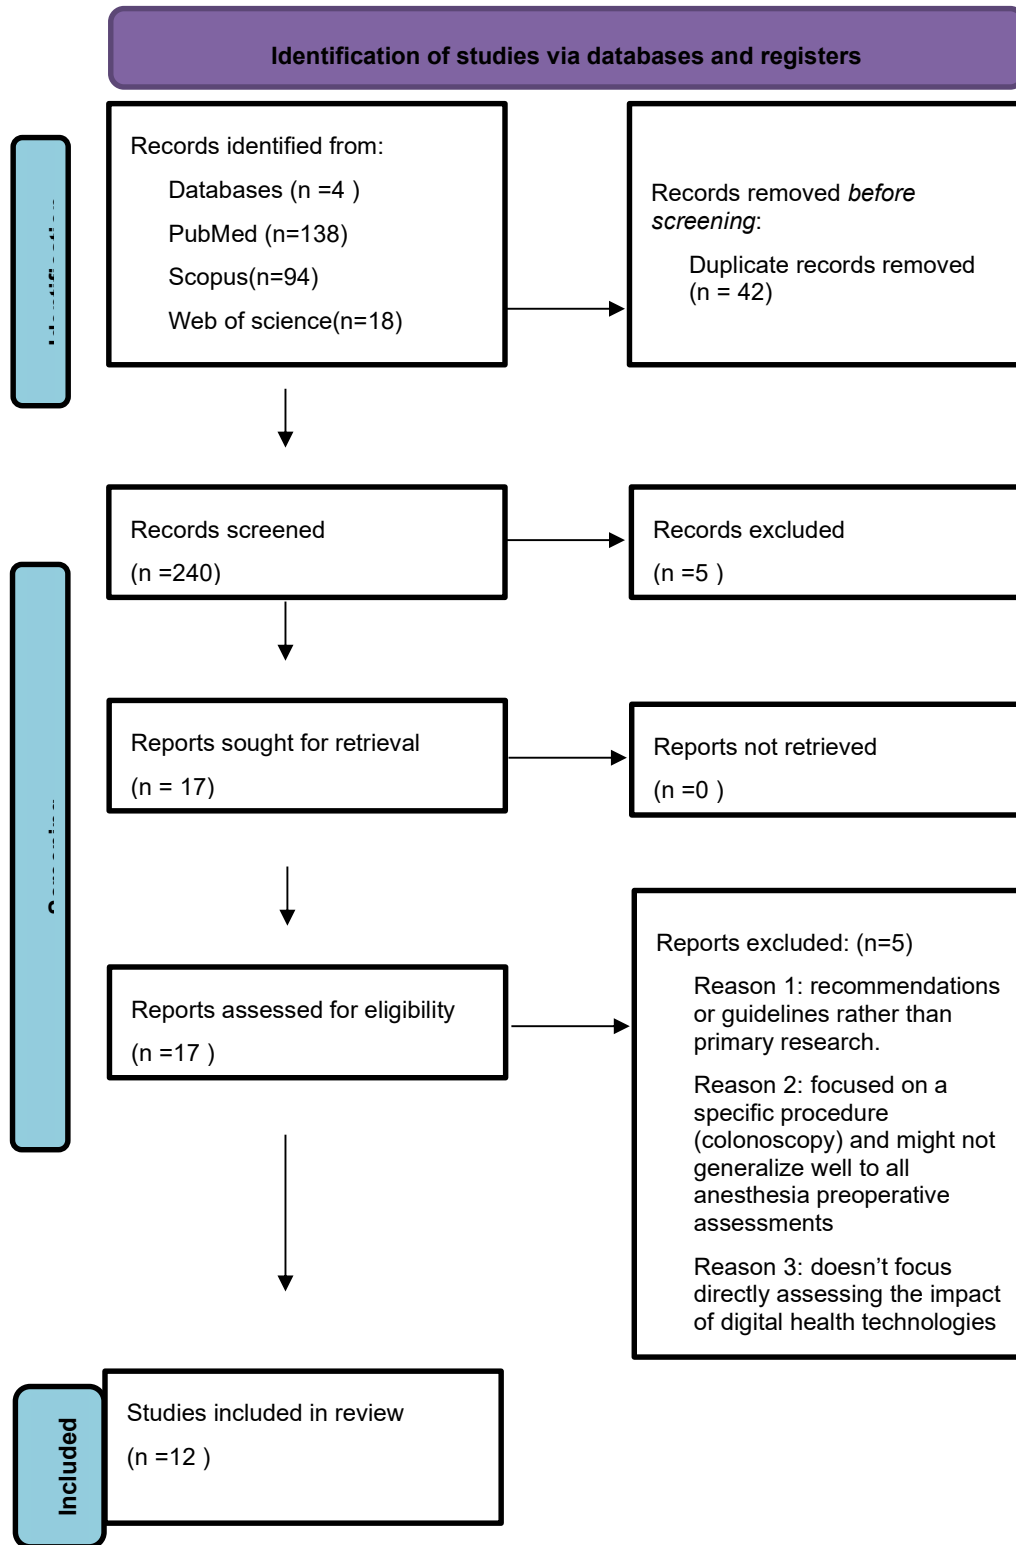 Identification of studies via databases and registers
Records identified from:
Databases (n =4 )
PubMed (n=138)
Scopus(n=94)
Web of science(n=18)
Records removed before
screening:
Duplicate records removed
(n = 42)
Records screened
(n =240)
Records excluded
(n =5 )
Reports sought for retrieval
(n = 17)
Reports not retrieved
(n =0 )
Reports assessed for eligibility
(n =17 )
Reports excluded: (n=5)
Reason 1: recommendations
or guidelines rather than
primary research.
Reason 2: focused on a
specific procedure
(colonoscopy) and might not
generalize well to all
anesthesia preoperative
assessments
Reason 3: doesn’t focus
directly assessing the impact
of digital health technologies
Included
Studies included in review
(n =12 )